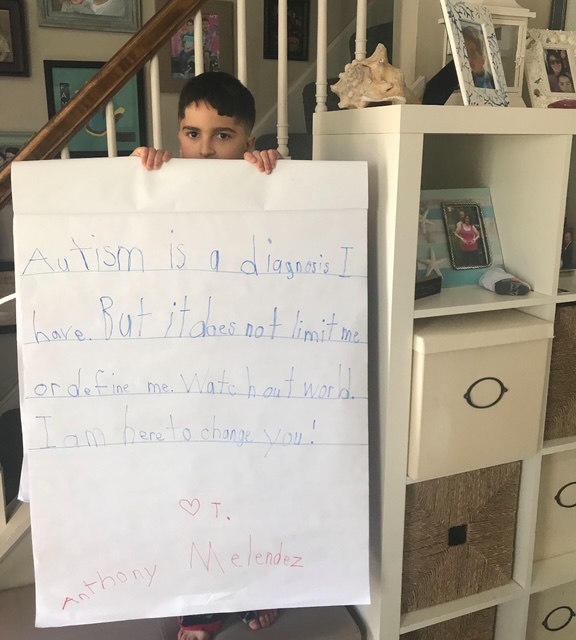 Autism is a diagnosis I
have. But it does not limit me
or define me. Watch out world.
I am here to change you!
♡ T.
Anthony Melendez